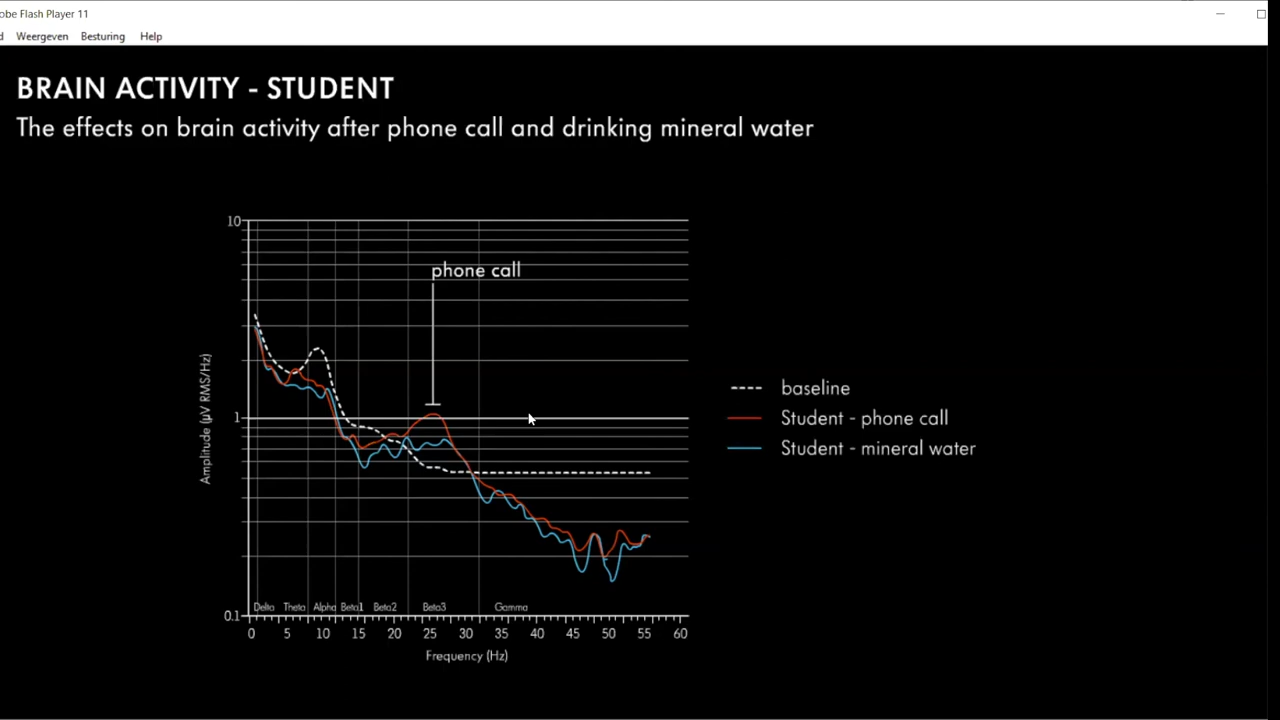 obe Flash Player 11
d Weergeven Besturing Help
BRAIN ACTIVITY - STUDENT
The effects on brain activity after phone call and drinking mineral water
10
phone call
1
Amplitude (μV RMS/Hz)
baseline
Student - phone call
Student - mineral water
0.1
Delta Theta Alpha Beta1 Beta2 Beta3 Gamma
0 5 10 15 20 25 30 35 40 45 50 55 60
Frequency (Hz)